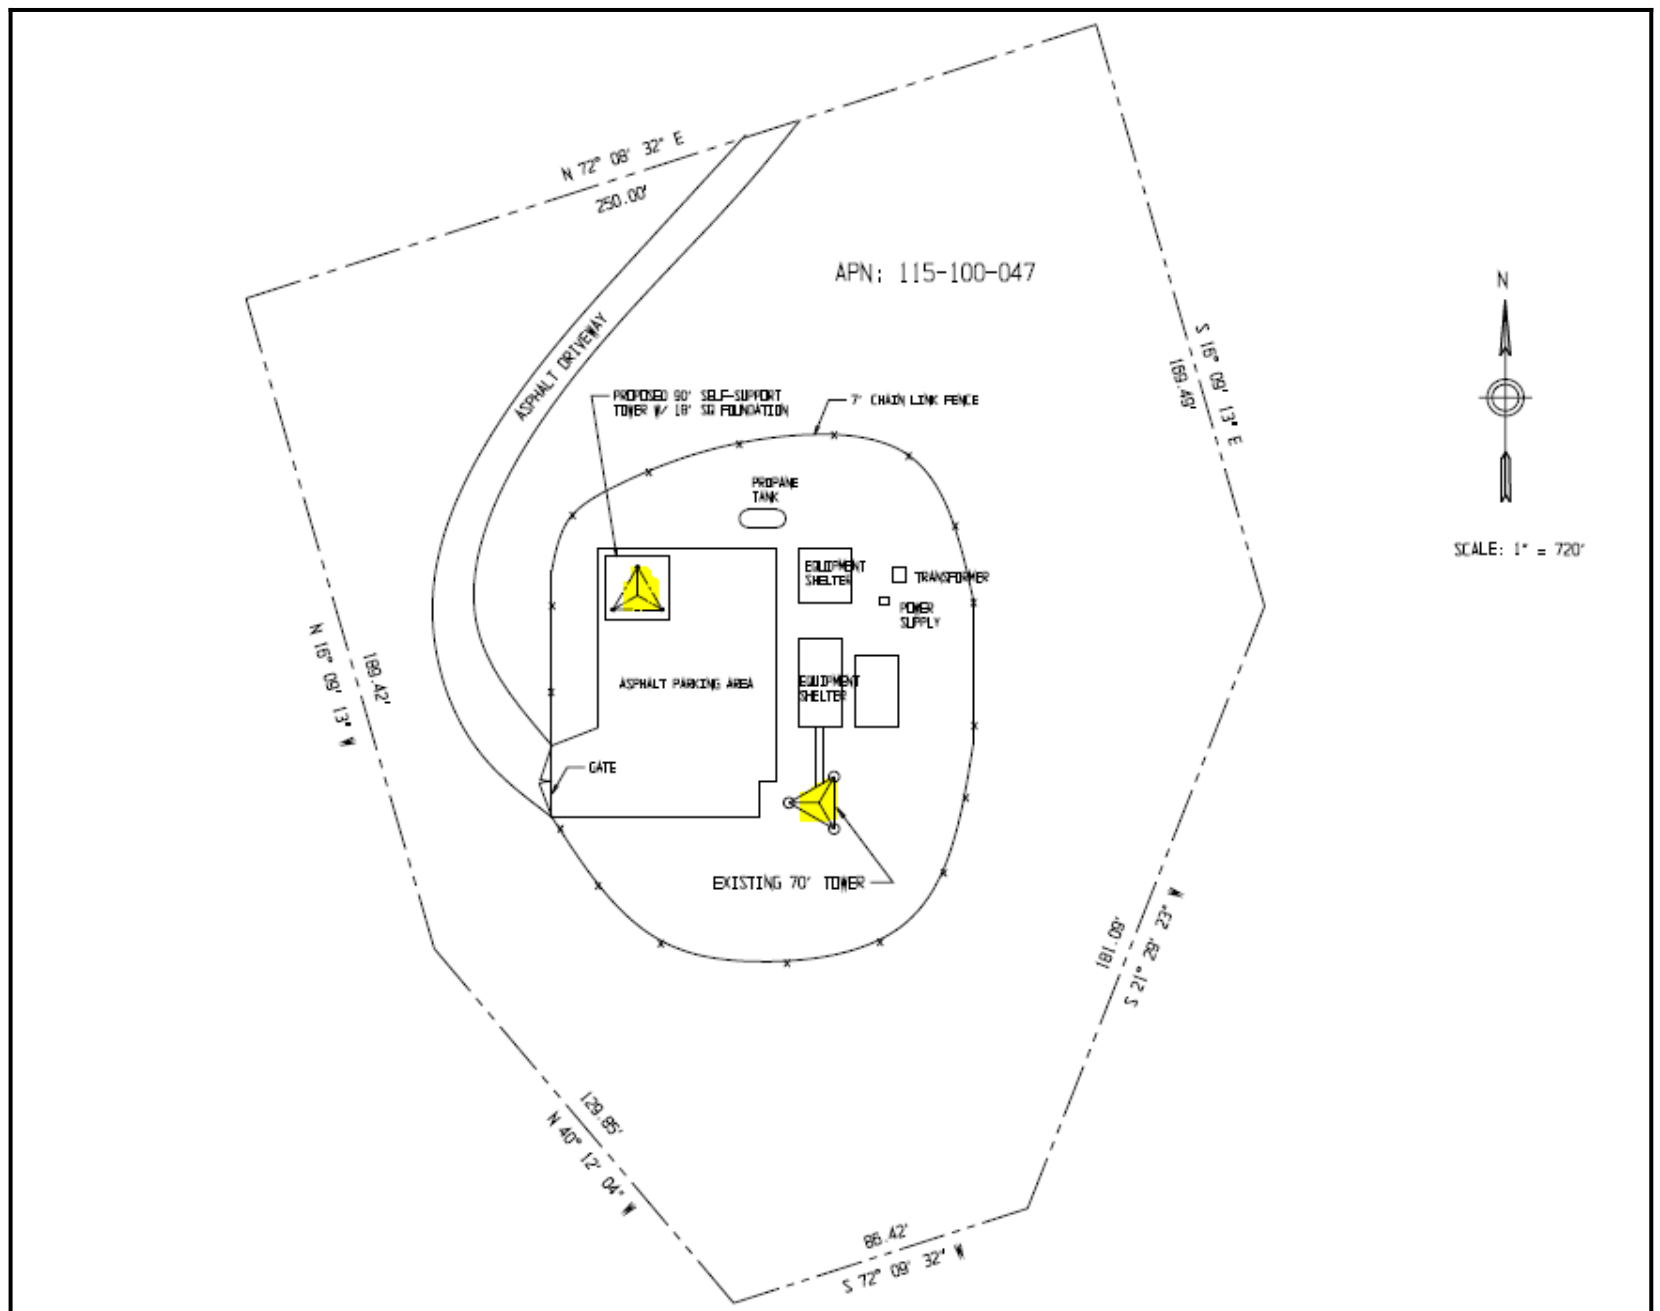 N 72° 08' 32" E
250.00'
APN: 115-100-047
N
S 16° 09' 13" E
169.49'
ASPHALT DRIVEWAY
PROPOSED 90' SELF-SUPPORT
TOWER W/ 18' SQ FOUNDATION
7' CHAIN LINK FENCE
PROPANE
TANK
SCALE: 1" = 720'
EQUIPMENT
SHELTER
TRANSFORMER
POWER
SUPPLY
N 16° 09' 13" W
189.42'
ASPHALT PARKING AREA
EQUIPMENT
SHELTER
GATE
EXISTING 70' TOWER
181.09'
S 21° 29' 23" W
129.85'
N 40° 12' 04" W
86.42'
S 72° 09' 32" W